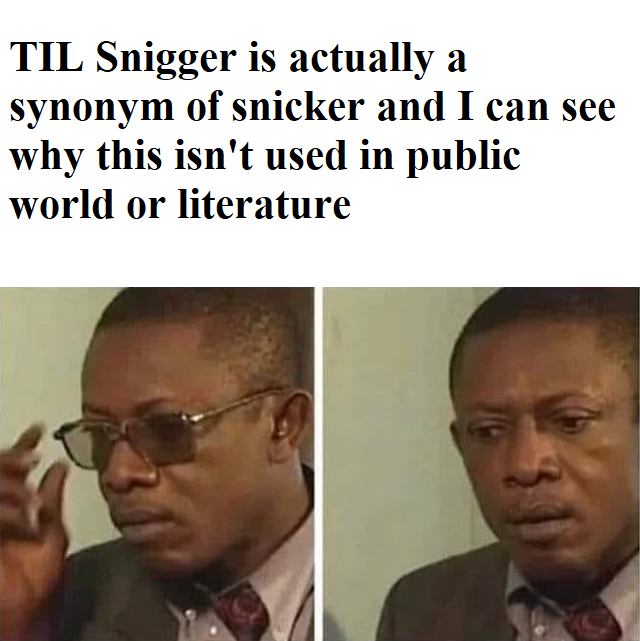 TIL Snigger is actually a
synonym of snicker and I can see
why this isn't used in public
world or literature